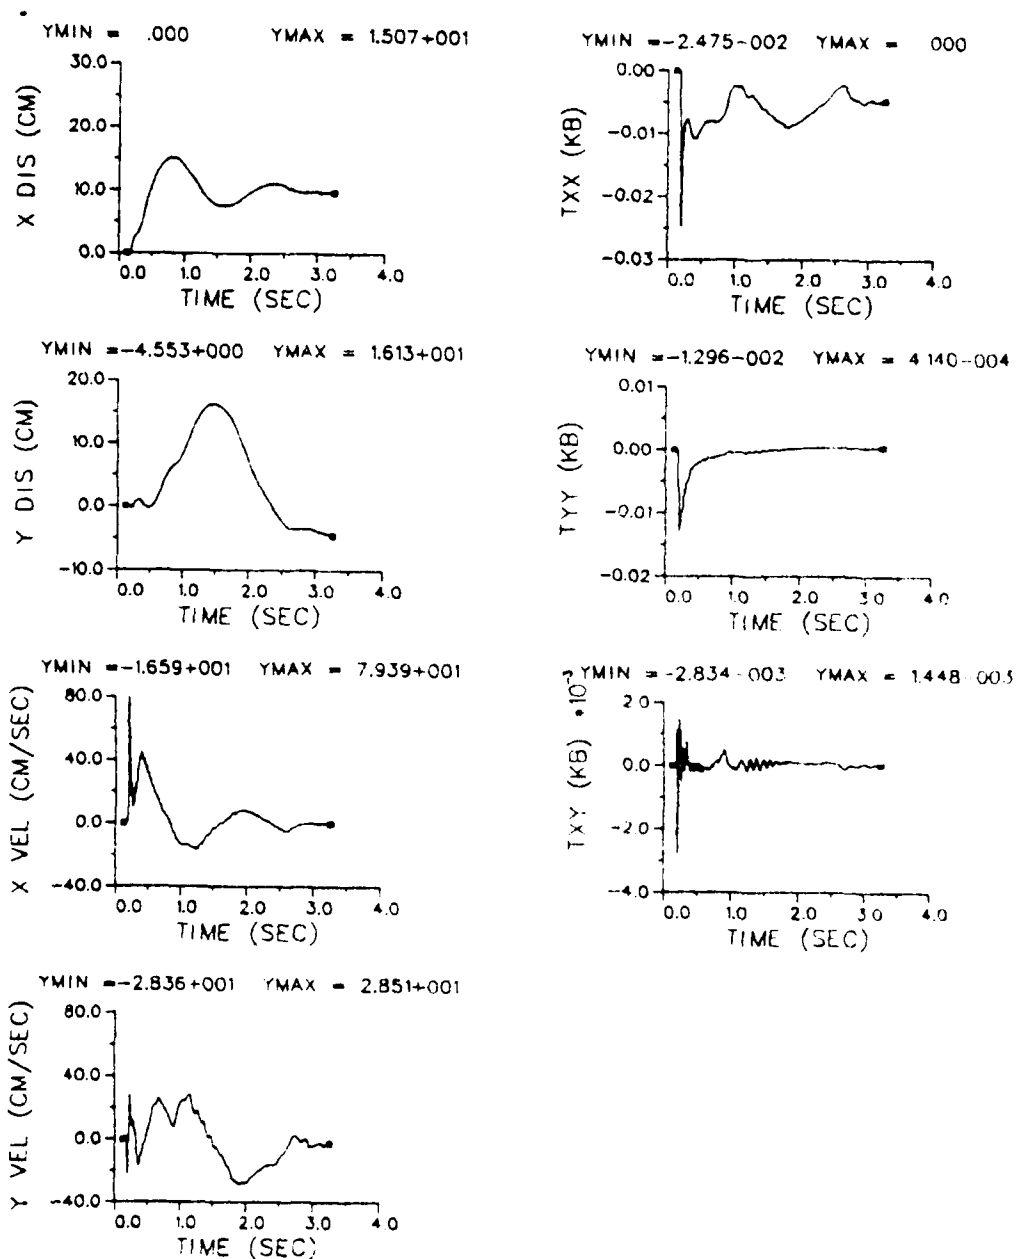 YMIN = .000 YMAX = 1.507+001
30.0
20.0
10.0
0.0
X DIS (CM)
0.0 1.0 2.0 3.0 4.0
TIME (SEC)
YMIN =-4.553+000 YMAX = 1.613+001
20.0
10.0
0.0
-10.0
Y DIS (CM)
0.0 1.0 2.0 3.0 4.0
TIME (SEC)
YMIN =-1.659+001 YMAX = 7.939+001
80.0
40.0
0.0
-40.0
X VEL (CM/SEC)
0.0 1.0 2.0 3.0 4.0
TIME (SEC)
YMIN =-2.836+001 YMAX = 2.851+001
80.0
40.0
0.0
-40.0
Y VEL (CM/SEC)
0.0 1.0 2.0 3.0 4.0
TIME (SEC)
YMIN =-2.475-002 YMAX = 000
0.00
-0.01
-0.02
-0.03
TXX (KB)
0.0 1.0 2.0 3.0 4.0
TIME (SEC)
YMIN =-1.296-002 YMAX = 4 140-004
0.01
0.00
-0.01
-0.02
TYY (KB)
0.0 1.0 2.0 3.0 4.0
TIME (SEC)
YMIN =-2.834-003 YMAX = 1.448-003
2.0
0.0
-2.0
-4.0
TXY (KB) *10-3
0.0 1.0 2.0 3.0 4.0
TIME (SEC)